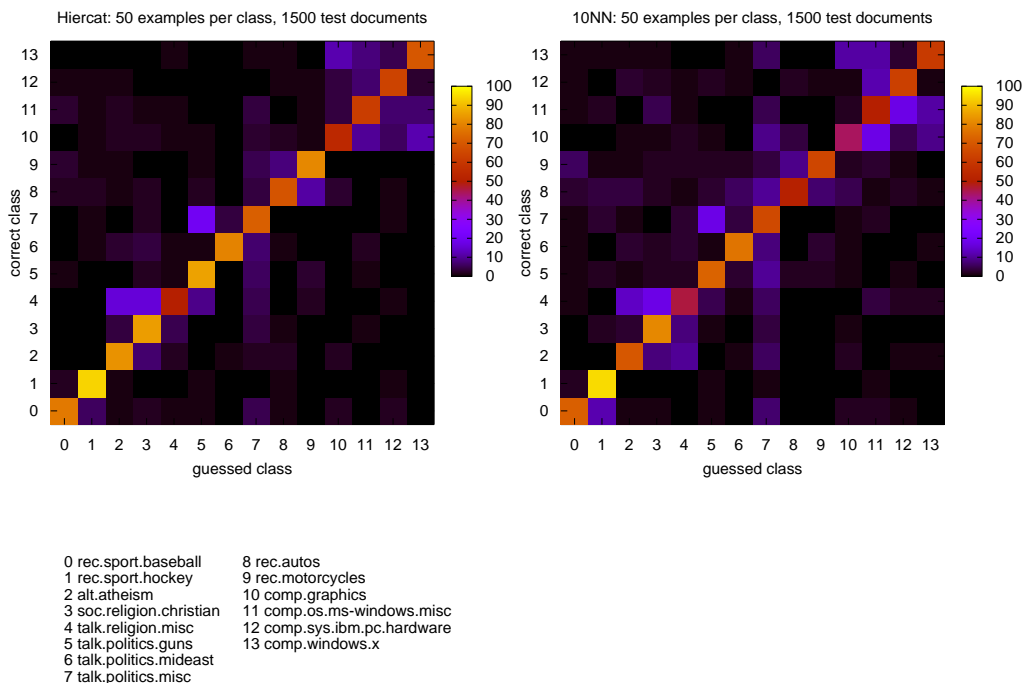 Hiercat: 50 examples per class, 1500 test documents
13
12
11
10
9
8
7
6
5
4
3
2
1
0
correct class
0 1 2 3 4 5 6 7 8 9 10 11 12 13
guessed class
100
90
80
70
60
50
40
30
20
10
0
10NN: 50 examples per class, 1500 test documents
13
12
11
10
9
8
7
6
5
4
3
2
1
0
correct class
0 1 2 3 4 5 6 7 8 9 10 11 12 13
guessed class
100
90
80
70
60
50
40
30
20
10
0
0 rec.sport.baseball
1 rec.sport.hockey
2 alt.atheism
3 soc.religion.christian
4 talk.religion.misc
5 talk.politics.guns
6 talk.politics.mideast
7 talk.politics.misc
8 rec.autos
9 rec.motorcycles
10 comp.graphics
11 comp.os.ms-windows.misc
12 comp.sys.ibm.pc.hardware
13 comp.windows.x